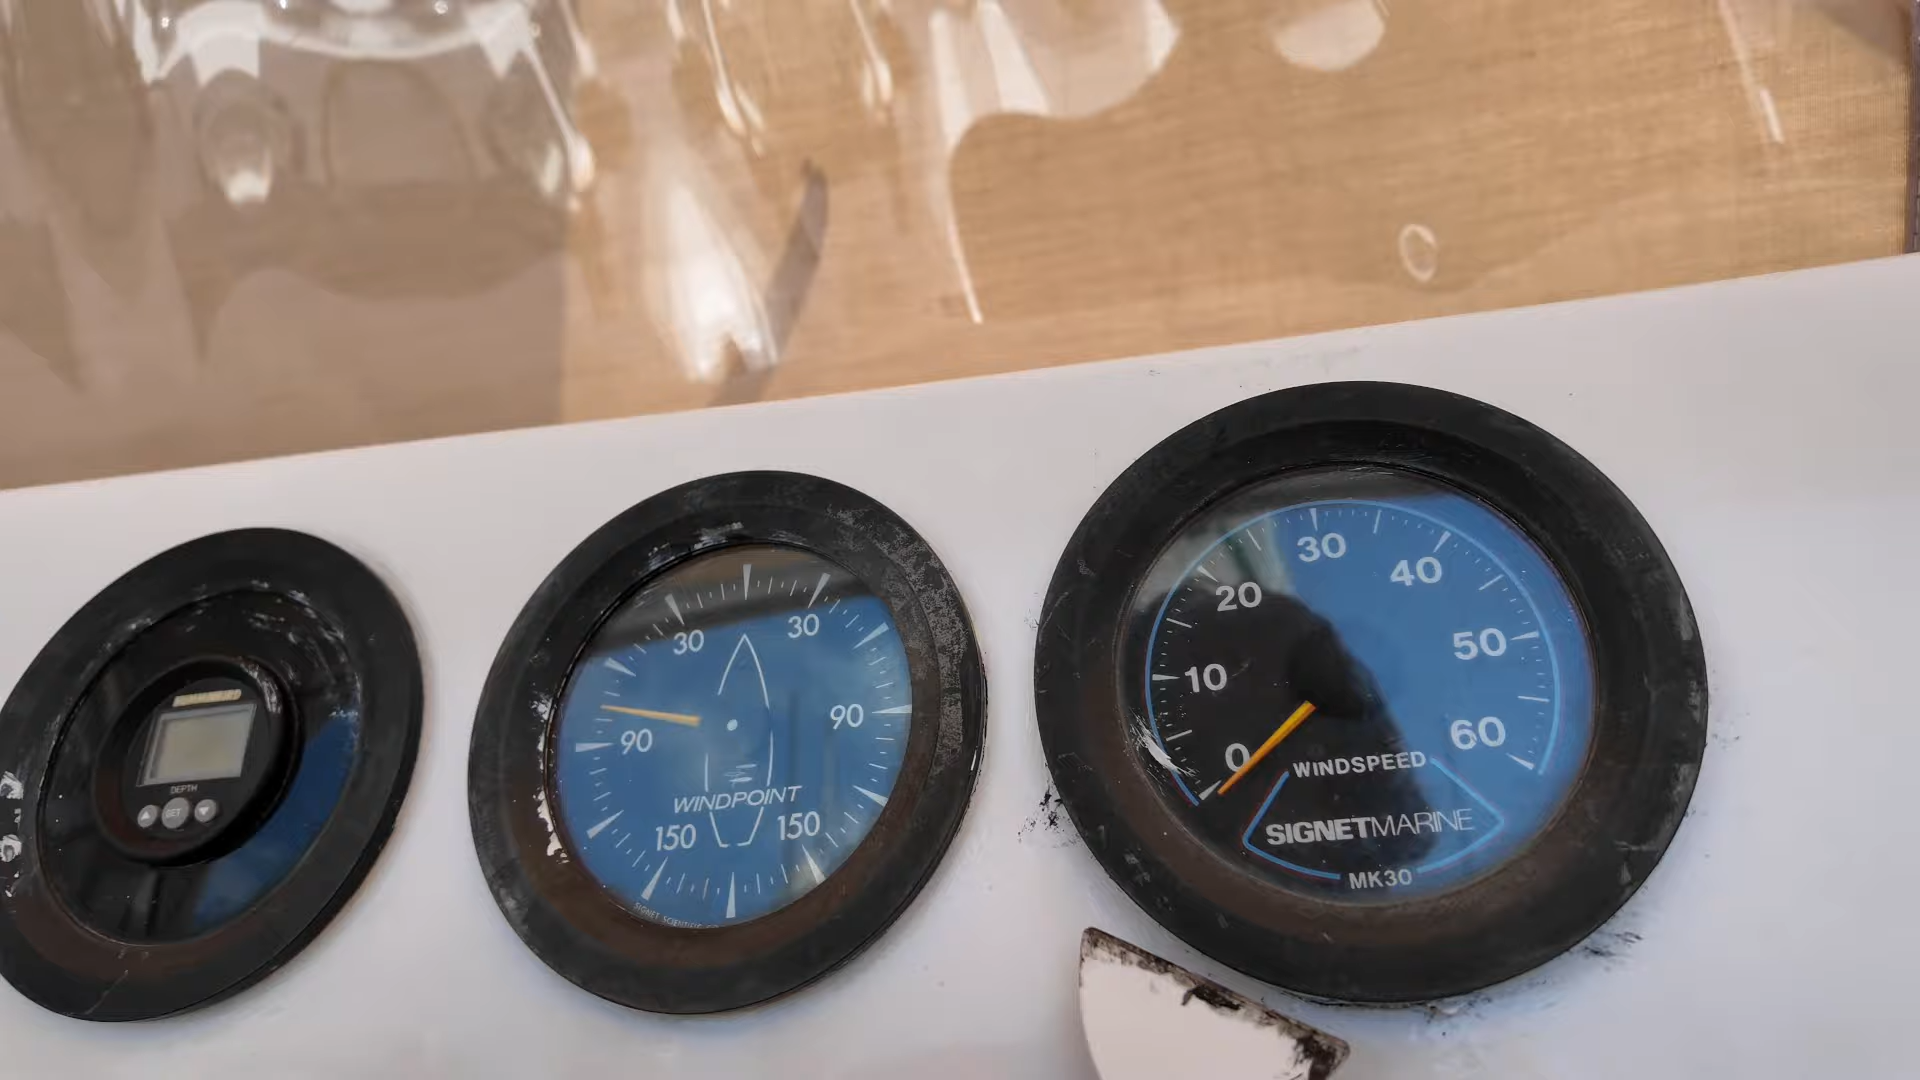 DEPTH
SET
30 30
90 90
WINDPOINT
150 150
SIGNET SCIENTIFIC CO
30
20 40
10 50
0 60
WINDSPEED
SIGNETMARINE
MK30